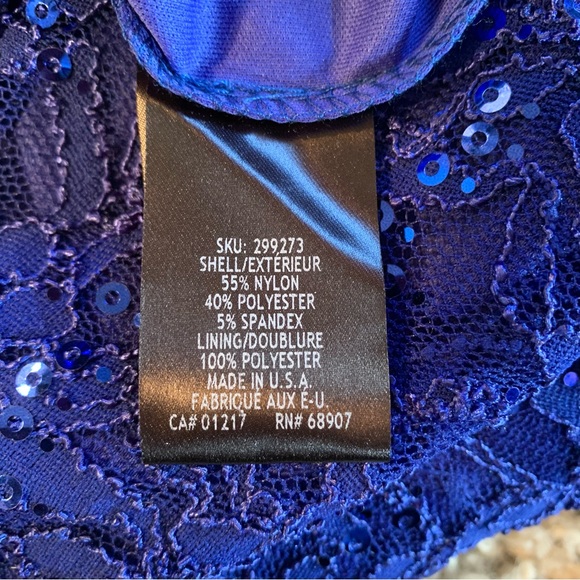 SKU: 299273
SHELL/EXTÉRIEUR
55% NYLON
40% POLYESTER
5% SPANDEX
LINING/DOUBLURE
100% POLYESTER
MADE IN U.S.A.
FABRIQUE AUX É-U.
CA# 01217 RN# 68907